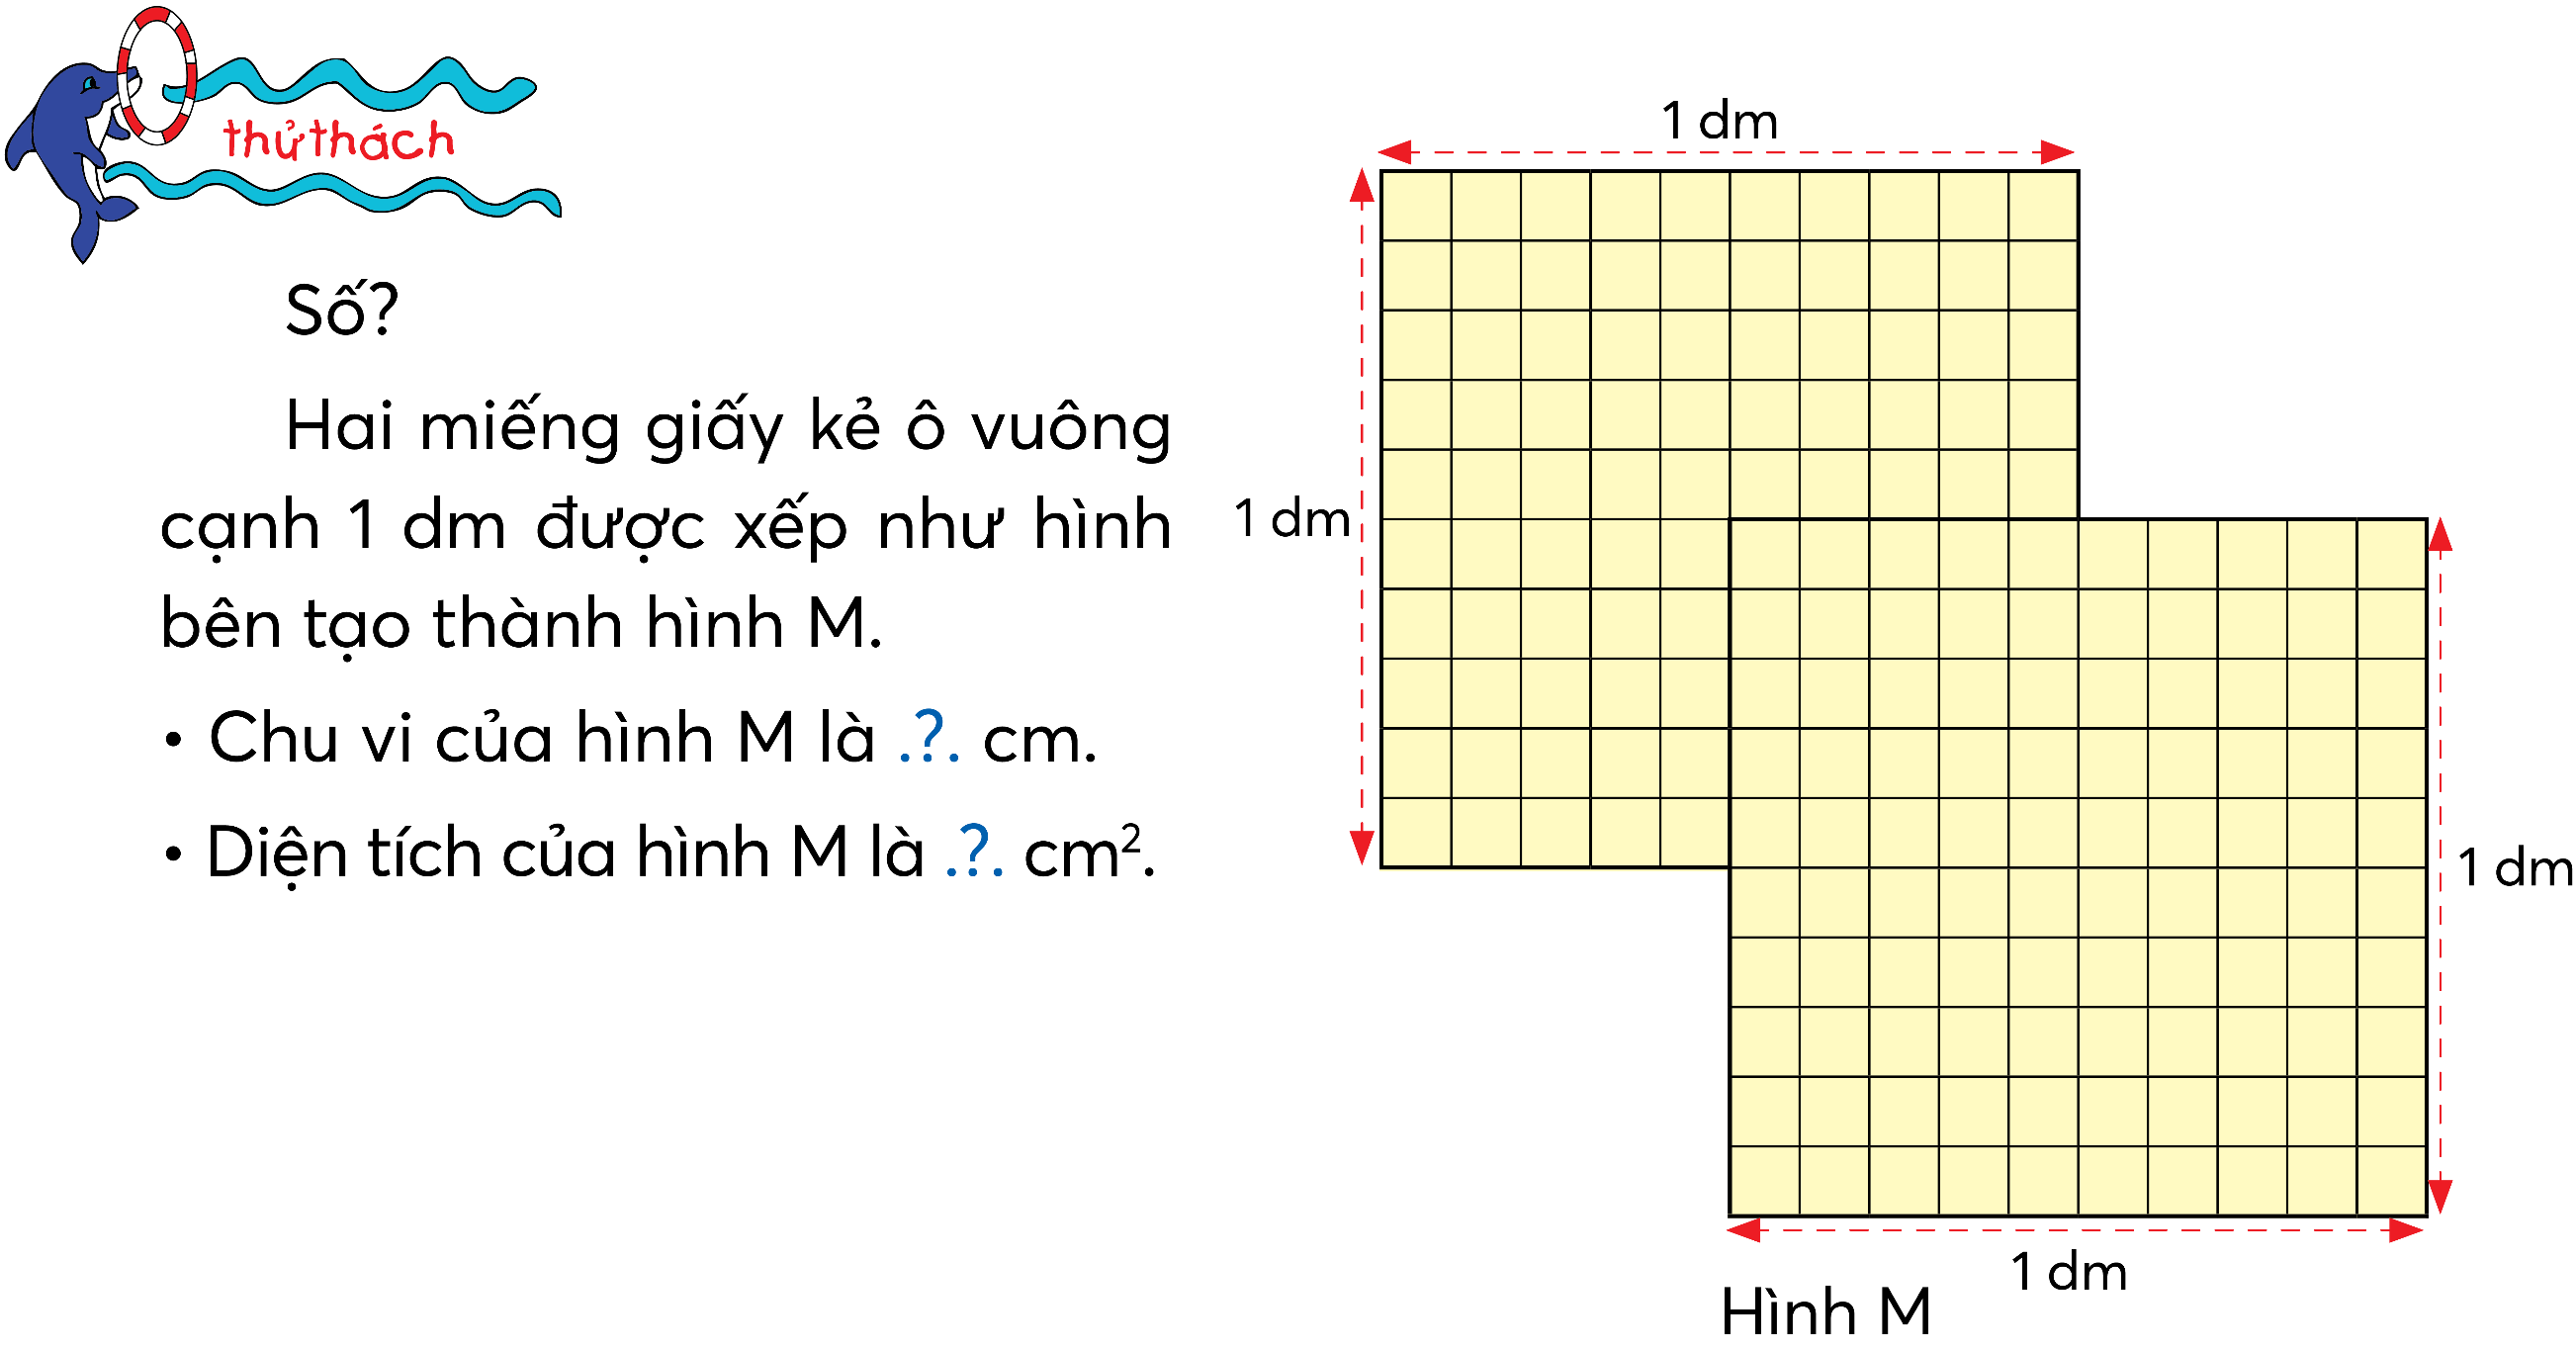 thử thách
Số?
Hai miếng giấy kẻ ô vuông
cạnh 1 dm được xếp như hình
bên tạo thành hình M.
• Chu vi của hình M là .?. cm.
• Diện tích của hình M là .?. cm².
1 dm
1 dm
1 dm
1 dm
Hình M